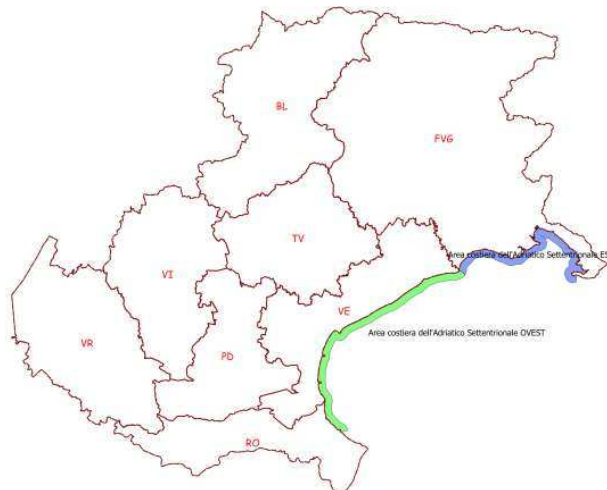 BL
FVG
TV
Area costiera dell'Adriatico Settentrionale ES
VI
VE
Area costiera dell'Adriatico Settentrionale OVEST
VR
PD
RO